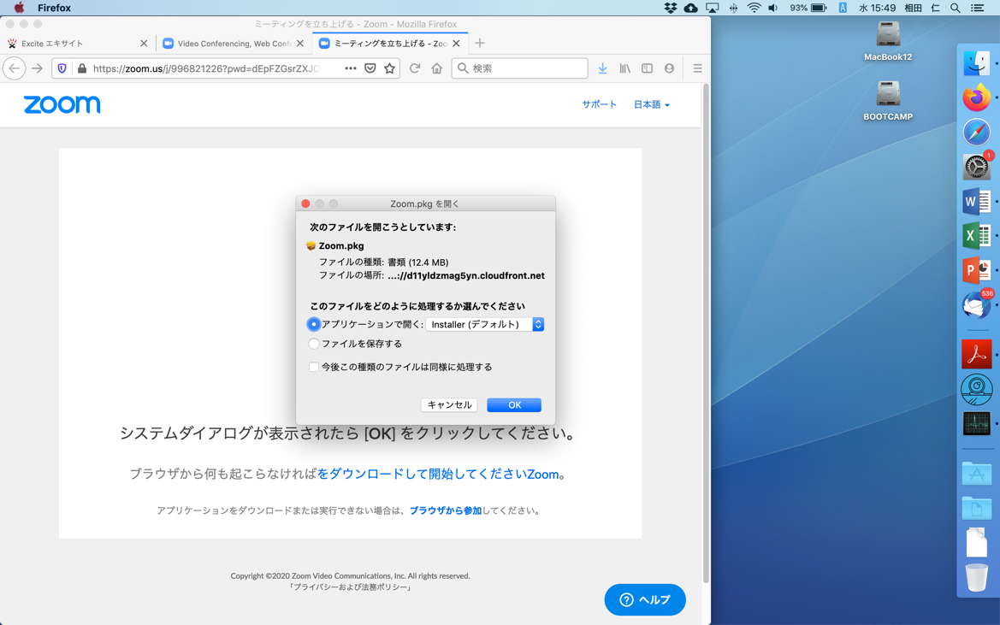 Firefox
93%
A
水 15:49 相田 仁
ミーティングを立ち上げる - Zoom - Mozilla Firefox
Excite エキサイト
Video Conferencing, Web Conf
ミーティングを立ち上げる - Zoo
https://zoom.us/j/996821226?pwd=dEpFZGsrZXJ
検索
zoom
サポート
日本語
Zoom.pkg を開く
次のファイルを開こうとしています:
Zoom.pkg
ファイルの種類: 書類 (12.4 MB)
ファイルの場所: ...://d11yldzmag5yn.cloudfront.net
このファイルをどのように処理するか選んでください
アプリケーションで開く: Installer (デフォルト)
ファイルを保存する
今後この種類のファイルは同様に処理する
キャンセル
OK
システムダイアログが表示されたら [OK] をクリックしてください。
ブラウザから何も起こらなければをダウンロードして開始してくださいZoom。
アプリケーションをダウンロードまたは実行できない場合は、ブラウザから参加してください。
Copyright ©2020 Zoom Video Communications, Inc. All rights reserved.
「プライバシーおよび法務ポリシー」
ヘルプ
MacBook12
BOOTCAMP
1
W
X
P
536